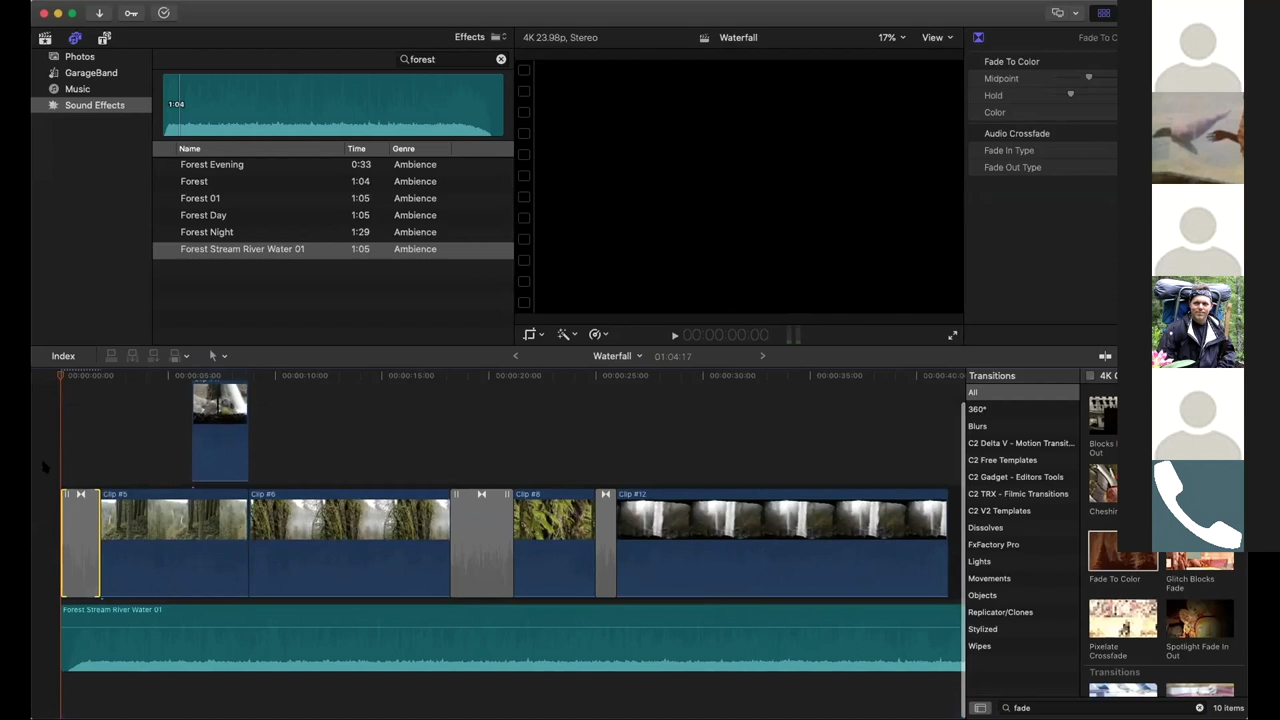 Effects
4K 23.98p, Stereo
Waterfall
17%
View
Fade To C
Photos
GarageBand
Music
Sound Effects
forest
1:04
Name Time Genre
Forest Evening 0:33 Ambience
Forest 1:04 Ambience
Forest 01 1:05 Ambience
Forest Day 1:05 Ambience
Forest Night 1:29 Ambience
Forest Stream River Water 01 1:05 Ambience
Fade To Color
Midpoint
Hold
Color
Audio Crossfade
Fade In Type
Fade Out Type
00:00:00:00
Index
Waterfall
01:04:17
00:00:00:00 00:00:05:00 00:00:10:00 00:00:15:00 00:00:20:00 00:00:25:00 00:00:30:00 00:00:35:00 00:00:40:00
Clip #5
Clip #6
Clip #8
Clip #12
Forest Stream River Water 01
Transitions
All
360°
Blurs
C2 Delta V - Motion Transit...
C2 Free Templates
C2 Gadget - Editors Tools
C2 TRX - Filmic Transitions
C2 V2 Templates
Dissolves
FxFactory Pro
Lights
Movements
Objects
Replicator/Clones
Stylized
Wipes
Blocks
Out
Cheshir
Fade To Color
Glitch Blocks
Fade
Pixelate
Crossfade
Spotlight Fade In
Out
Transitions
fade
10 items